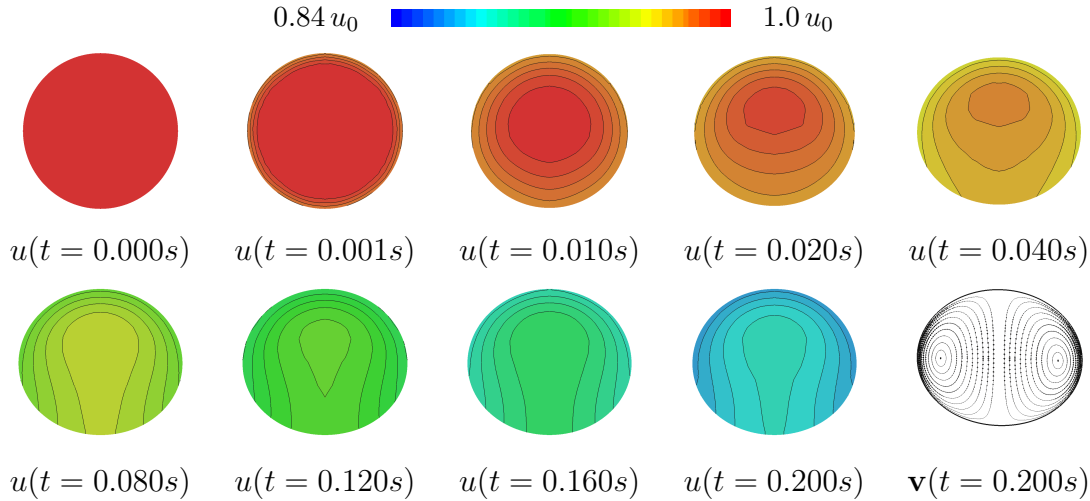 0.84 u₀ 1.0 u₀
u(t = 0.000s) u(t = 0.001s) u(t = 0.010s) u(t = 0.020s) u(t = 0.040s)
u(t = 0.080s) u(t = 0.120s) u(t = 0.160s) u(t = 0.200s) v(t = 0.200s)